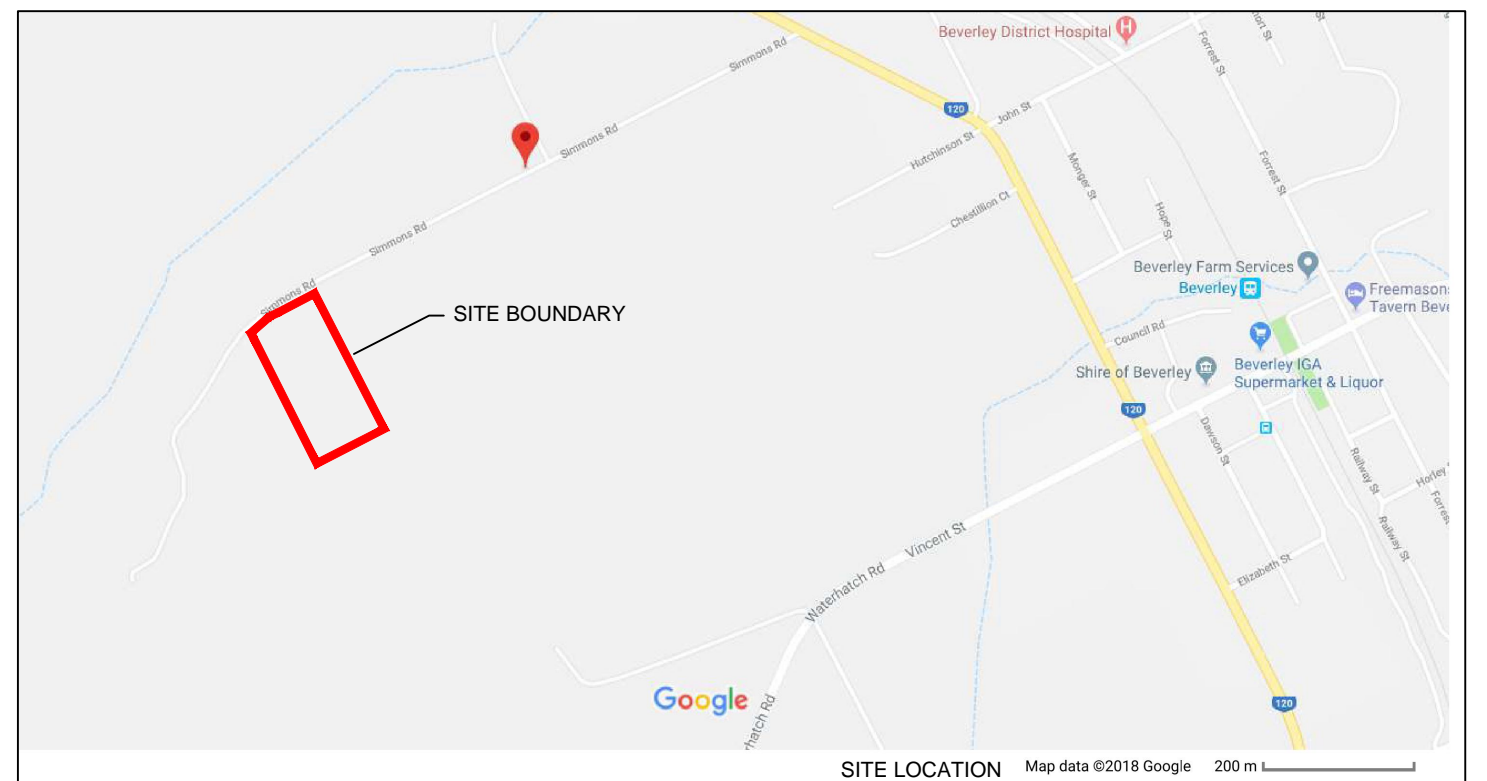 Beverley District Hospital
H
Simmons Rd
Forrest St
120
John St
Hutchinson St
Simmons Rd
Monger St
Forrest St
Chestillion Ct
Hope St
Simmons Rd
Beverley Farm Services
Beverley
Freemasons
Tavern Beve
Simmons Rd
SITE BOUNDARY
Council Rd
Shire of Beverley
Beverley IGA
Supermarket & Liquor
120
Dawson St
Railway St
Horley
Forres
Vincent St
Railway St
Waterhatch Rd
Elizabeth St
Google
hatch Rd
120
SITE LOCATION
Map data ©2018 Google
200 m